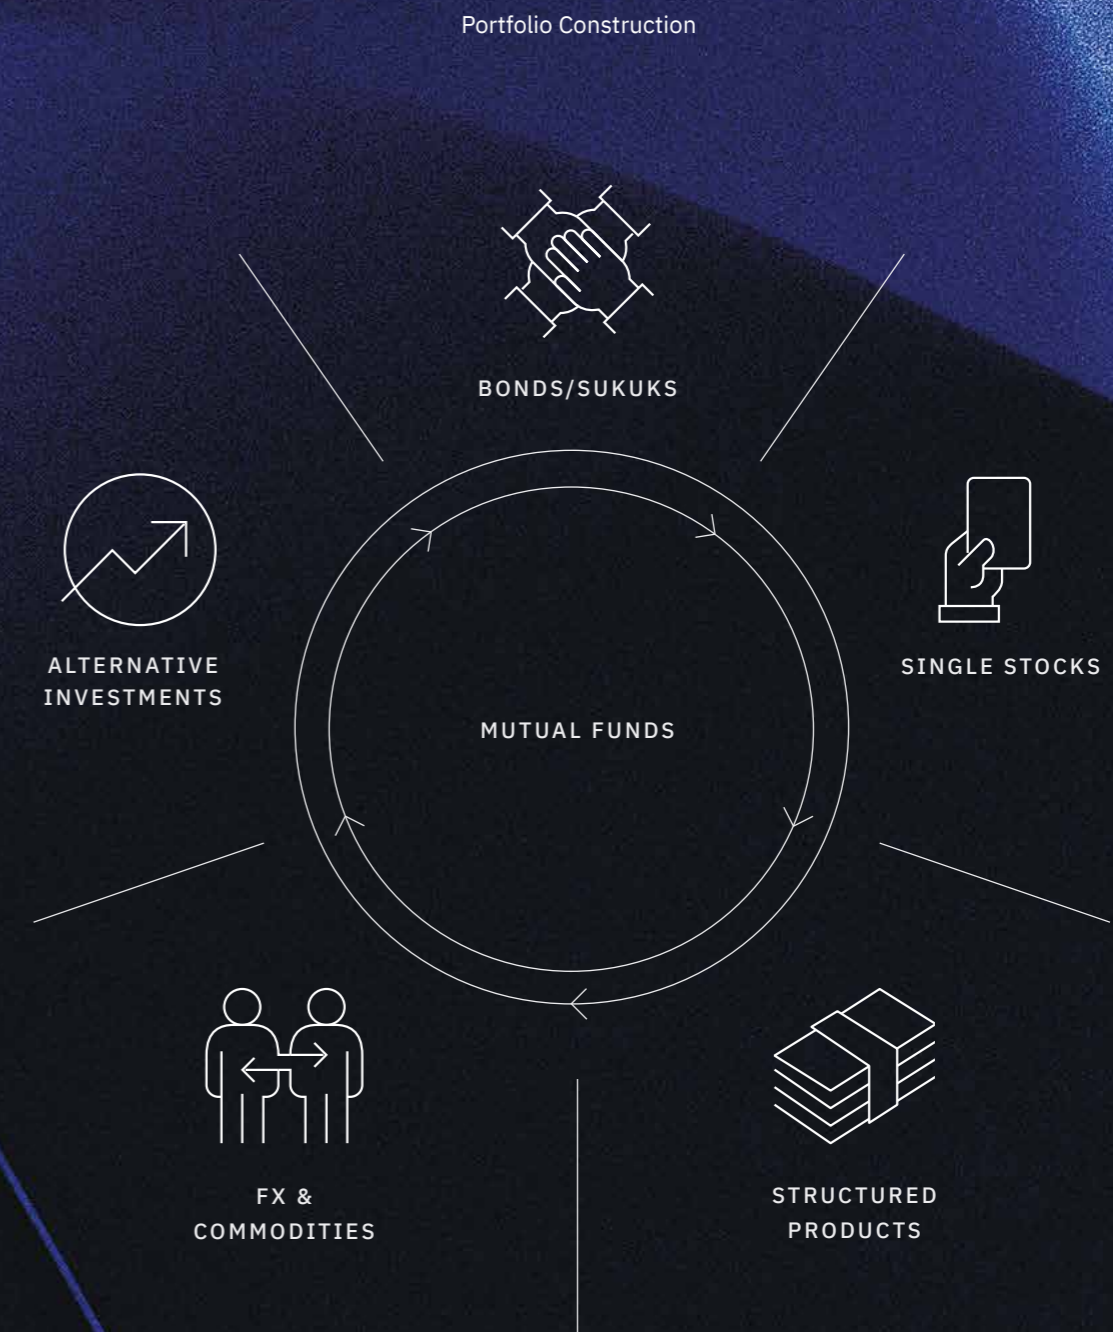 Portfolio Construction
BONDS/SUKUKS
ALTERNATIVE
INVESTMENTS
SINGLE STOCKS
MUTUAL FUNDS
FX &
COMMODITIES
STRUCTURED
PRODUCTS